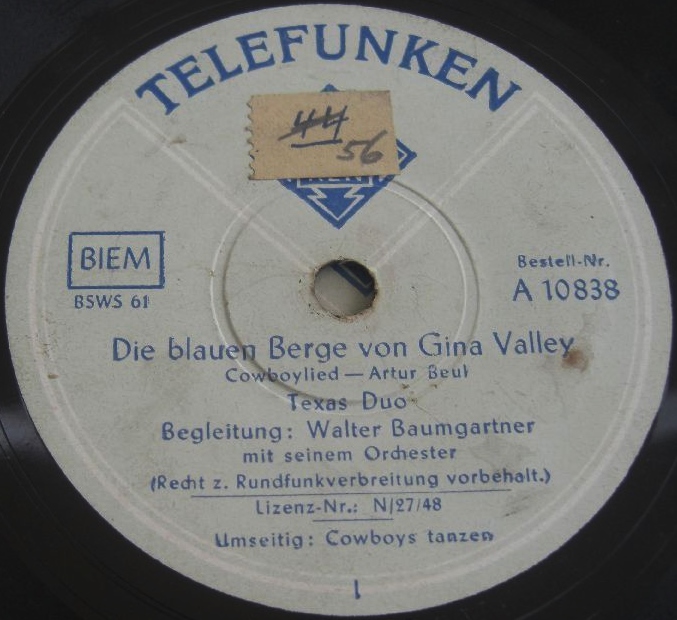 TELEFUNKEN
44
56
BIEM
BSWS 61
Bestell-Nr.
A 10838
Die blauen Berge von Gina Valley
Cowboylied — Artur Beul
Texas Duo
Begleitung: Walter Baumgartner
mit seinem Orchester
(Recht z. Rundfunkverbreitung vorbehalt.)
Lizenz-Nr.: N/27/48
Umseitig: Cowboys tanzen
1